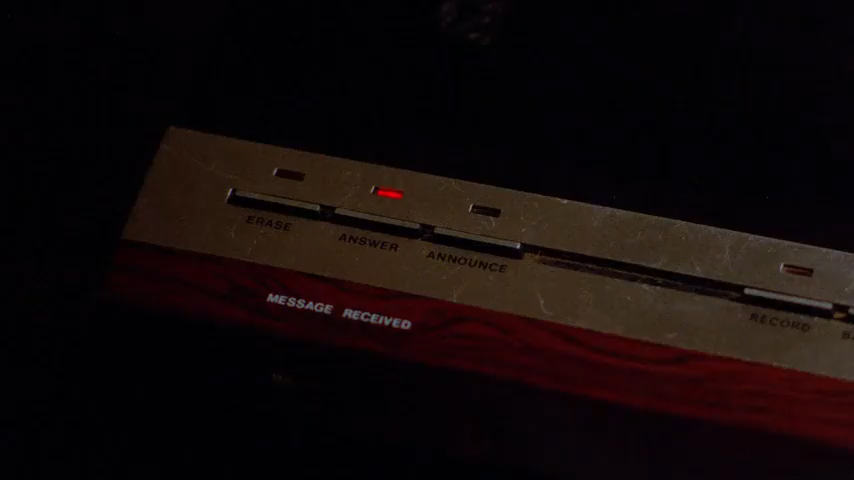 ERASE
ANSWER
ANNOUNCE
RECORD
MESSAGE RECEIVED